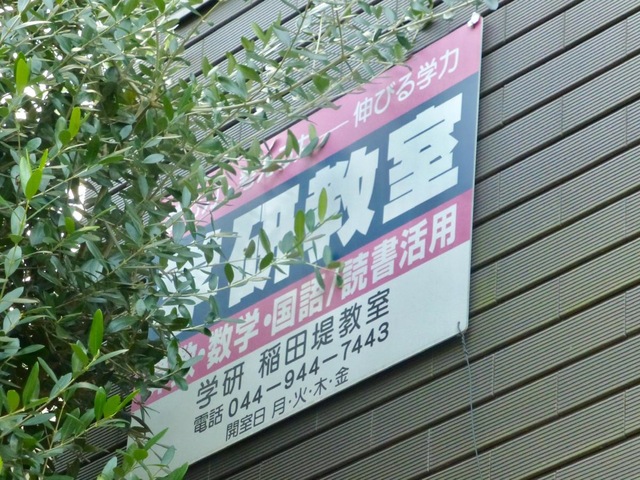 伸びる学力
研教室
数・数学・国語/読書活用
学研 稲田堤教室
電話 044-944-7443
開室日 月・火・木・金